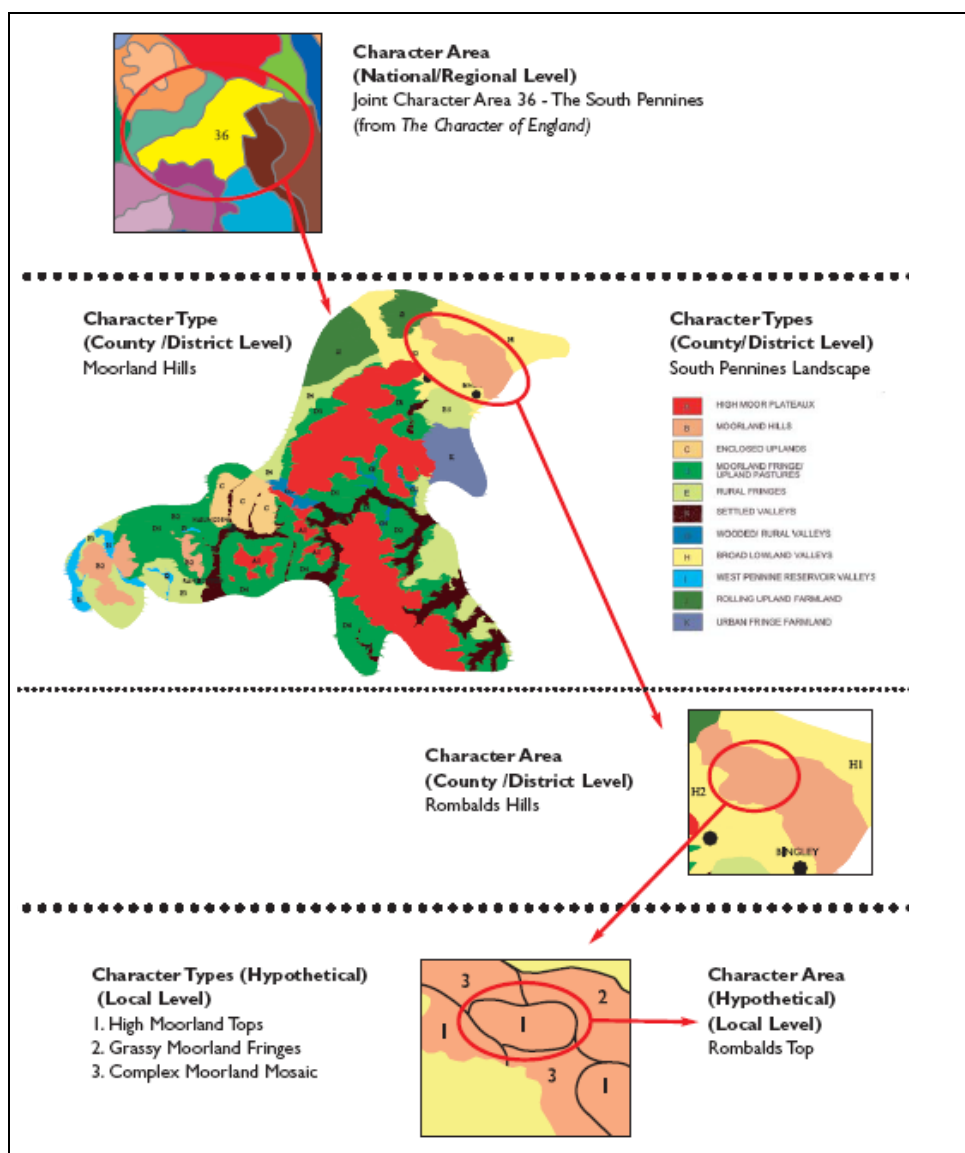 Character Area
(National/Regional Level)
Joint Character Area 36 - The South Pennines
(from The Character of England)
36
Character Type
(County /District Level)
Moorland Hills
Character Types
(County/District Level)
South Pennines Landscape
HIGH MOOR PLATEAUX
B MOORLAND HILLS
C ENCLOSED UPLANDS
MOORLAND FRINGE/
UPLAND PASTURES
E RURAL FRINGES
SETTLED VALLEYS
WOODED/ RURAL VALLEYS
H BROAD LOWLAND VALLEYS
I WEST PENNINE RESERVOIR VALLEYS
ROLLING UPLAND FARMLAND
K URBAN FRINGE FARMLAND
Character Area
(County /District Level)
Rombalds Hills
H1
H2
BINGLEY
Character Types (Hypothetical)
(Local Level)
1. High Moorland Tops
2. Grassy Moorland Fringes
3. Complex Moorland Mosaic
3
2
1
1
3
1
Character Area
(Hypothetical)
(Local Level)
Rombalds Top